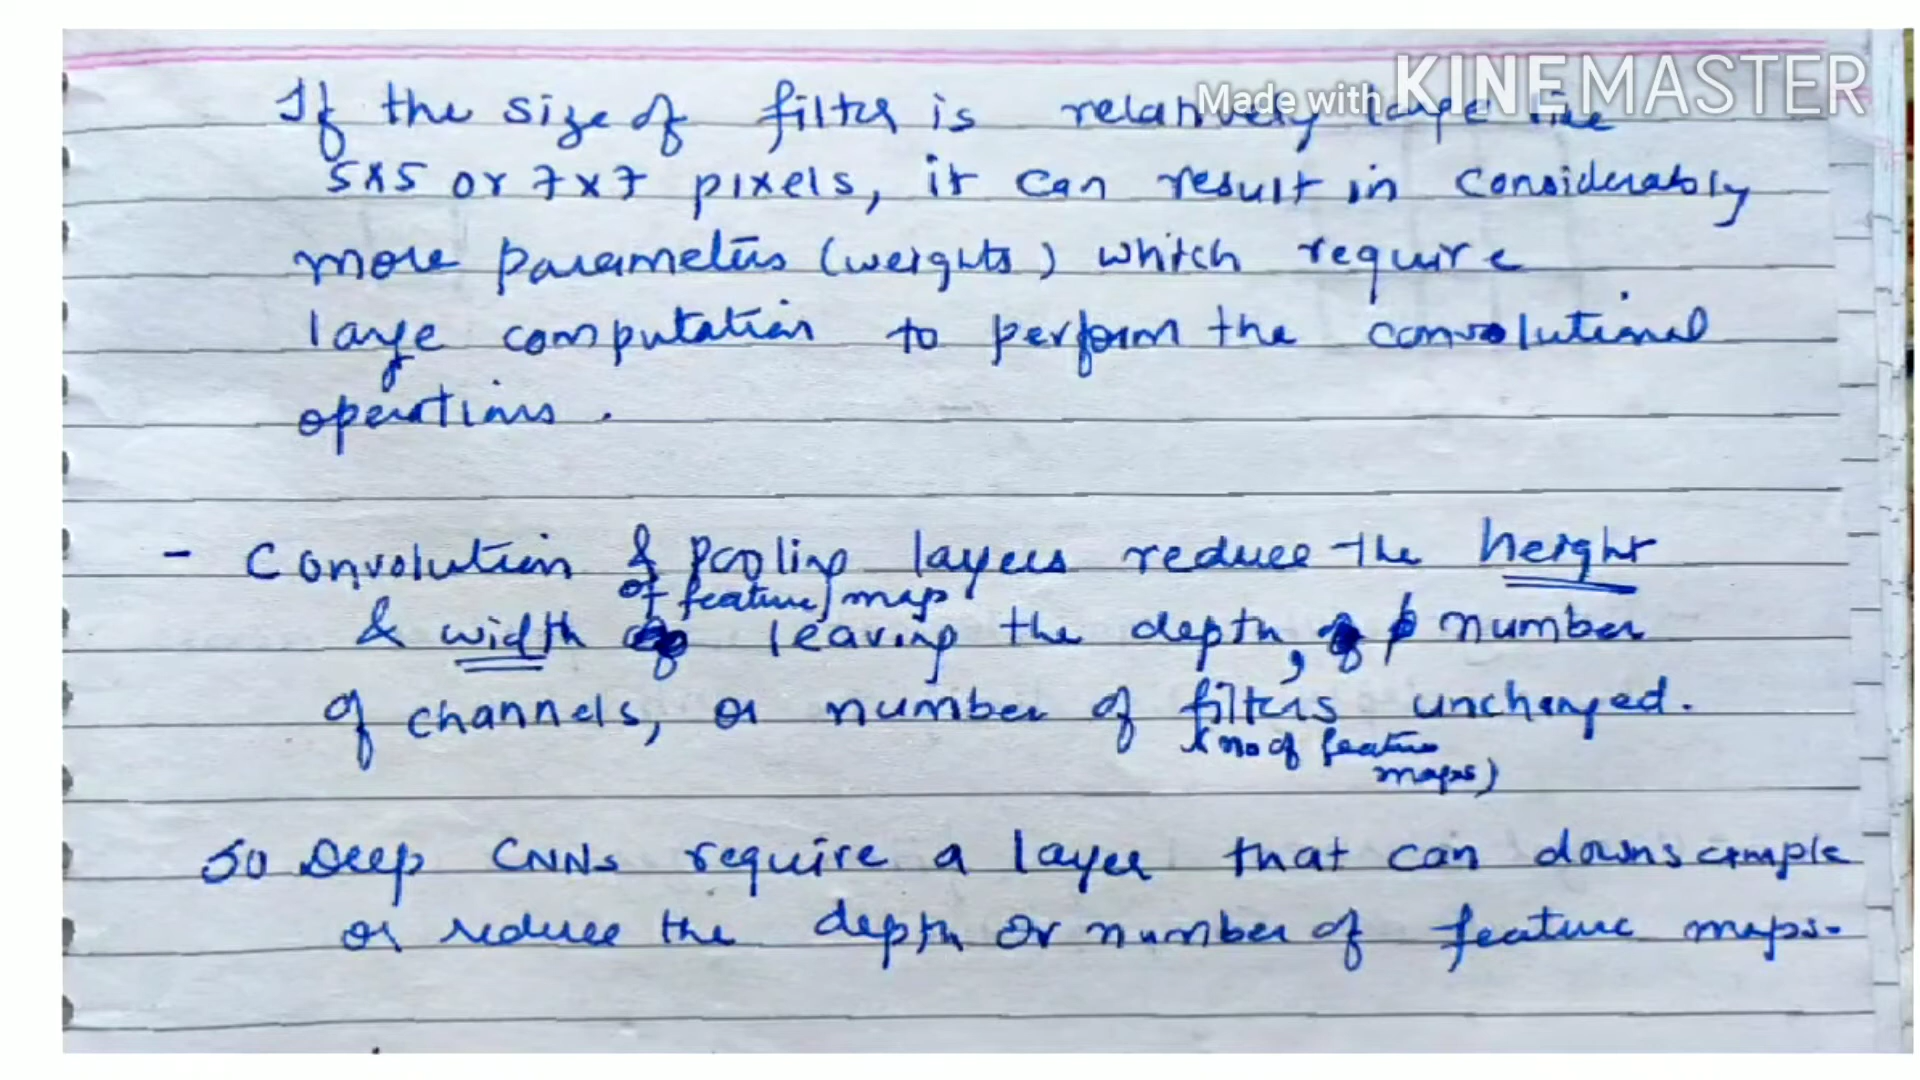 Made with KINEMASTER
If the size of filter is relatively large like
5x5 or 7x7 pixels, it can result in considerably
more parameters (weights) which require
large computation to perform the convolutional
operations.
- Convolution & pooling layers reduce the height
of feature map
& width leaving the depth, number
of channels, or number of filters unchanged.
(no of feature
maps)
So Deep CNNs require a layer that can downsample
or reduce the depth or number of feature maps.